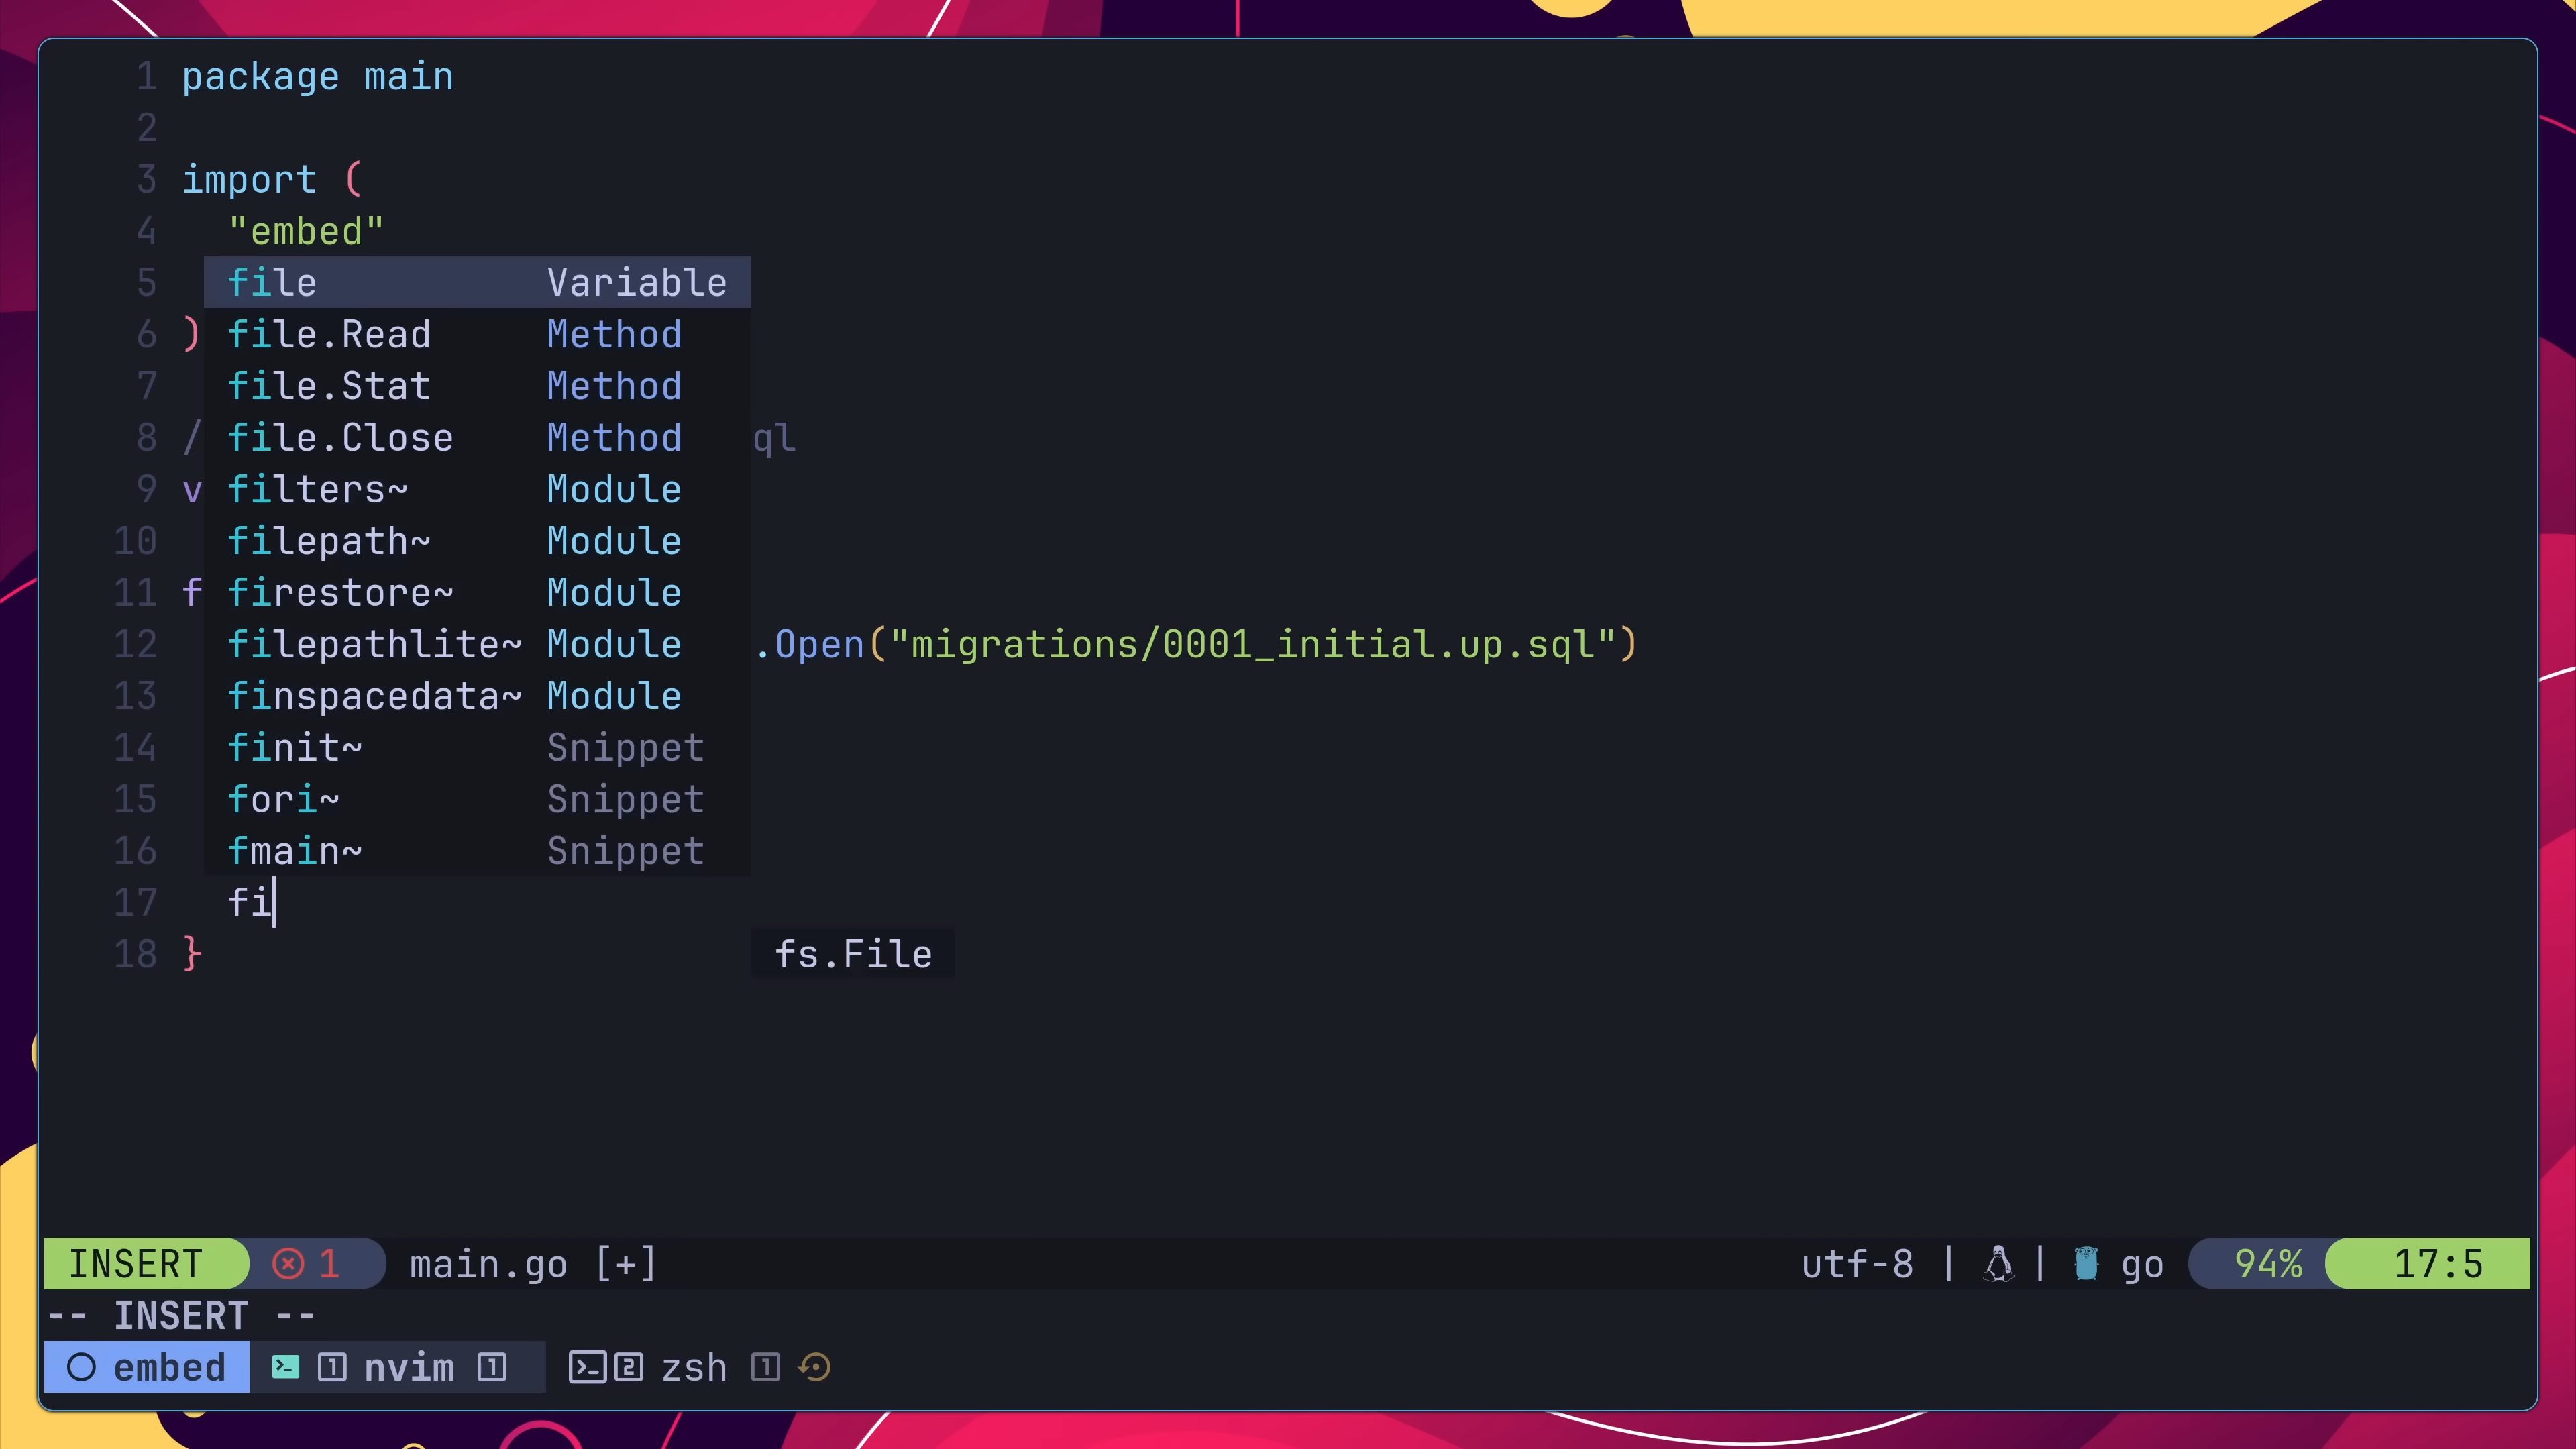 1 package main
2
3 import (
4 "embed"
5 file Variable
6 ) file.Read Method
7 file.Stat Method
8 / file.Close Method ql
9 v filters~ Module
10 filepath~ Module
11 f firestore~ Module
12 filepathlite~ Module .Open("migrations/0001_initial.up.sql")
13 finspacedata~ Module
14 finit~ Snippet
15 fori~ Snippet
16 fmain~ Snippet
17 fi
18 } fs.File
INSERT 1 main.go [+] utf-8 | | go 94% 17:5
-- INSERT --
embed 1 nvim 1 2 zsh 1